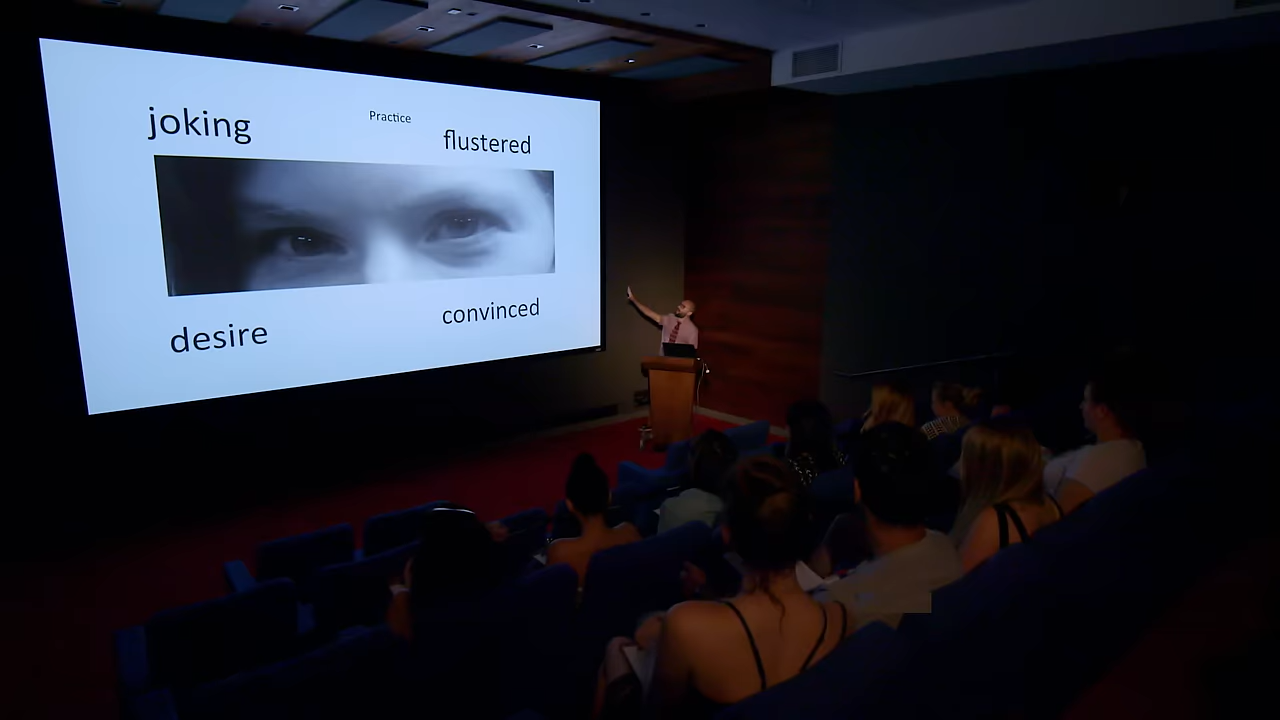 joking
Practice
flustered
desire
convinced